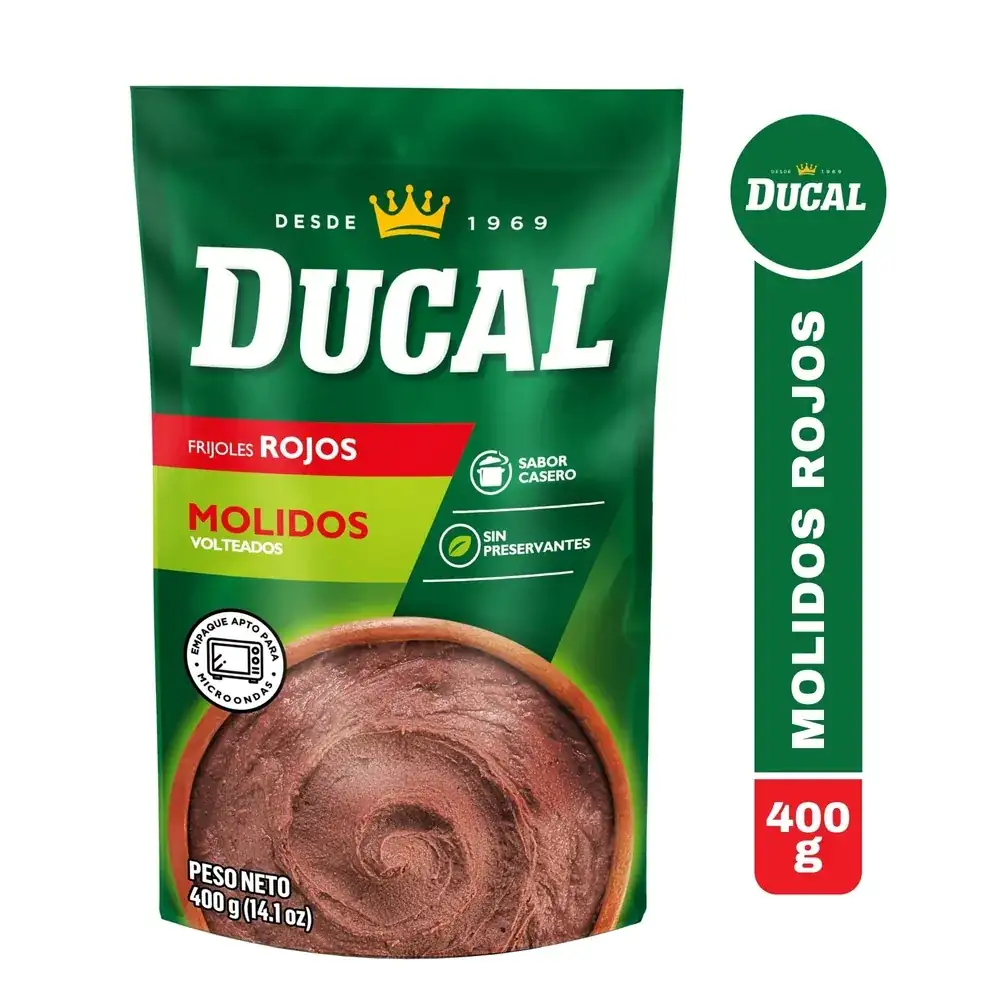 DESDE 1969
DUCAL
FRIJOLES ROJOS
MOLIDOS
VOLTEADOS
SABOR
CASERO
SIN
PRESERVANTES
EMPAQUE APTO PARA
MICROONDAS
PESO NETO
400 g (14.1 oz)
DESDE 1969
DUCAL
MOLIDOS ROJOS
400
g